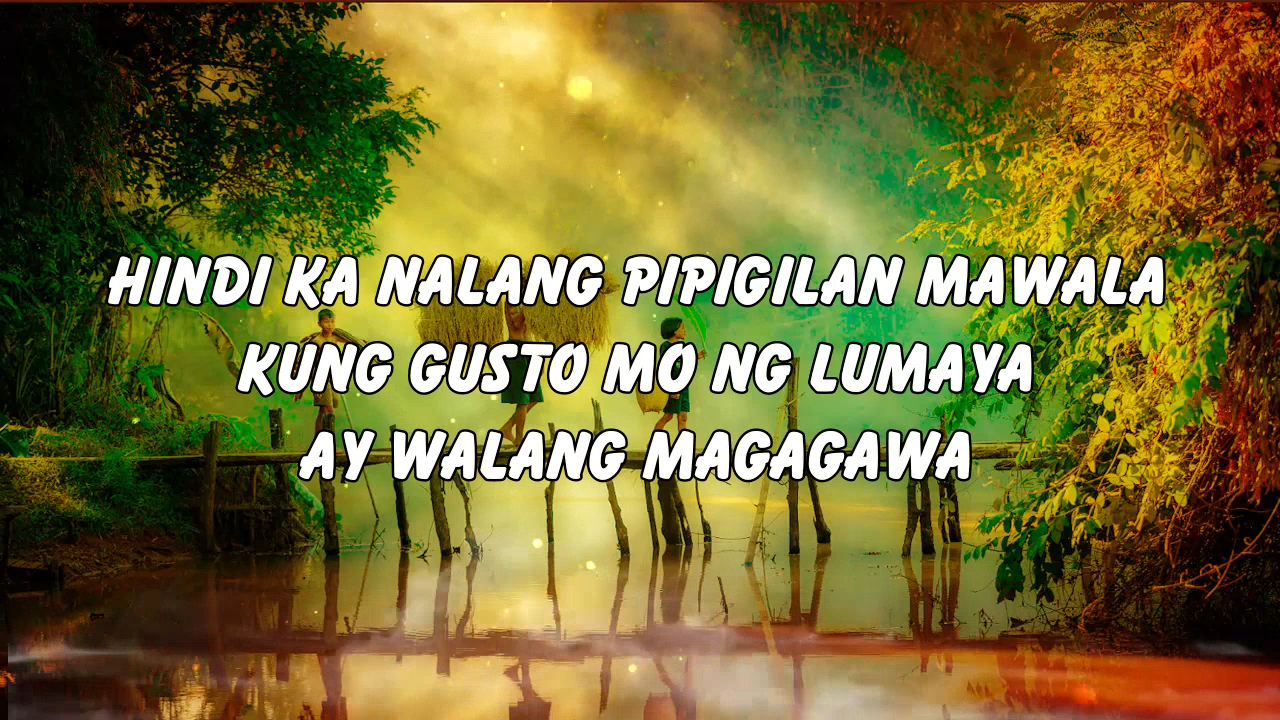 HINDI KA NALANG PIPIGILAN MAWALA
KUNG GUSTO MO NG LUMAYA
AY WALANG MAGAGAWA